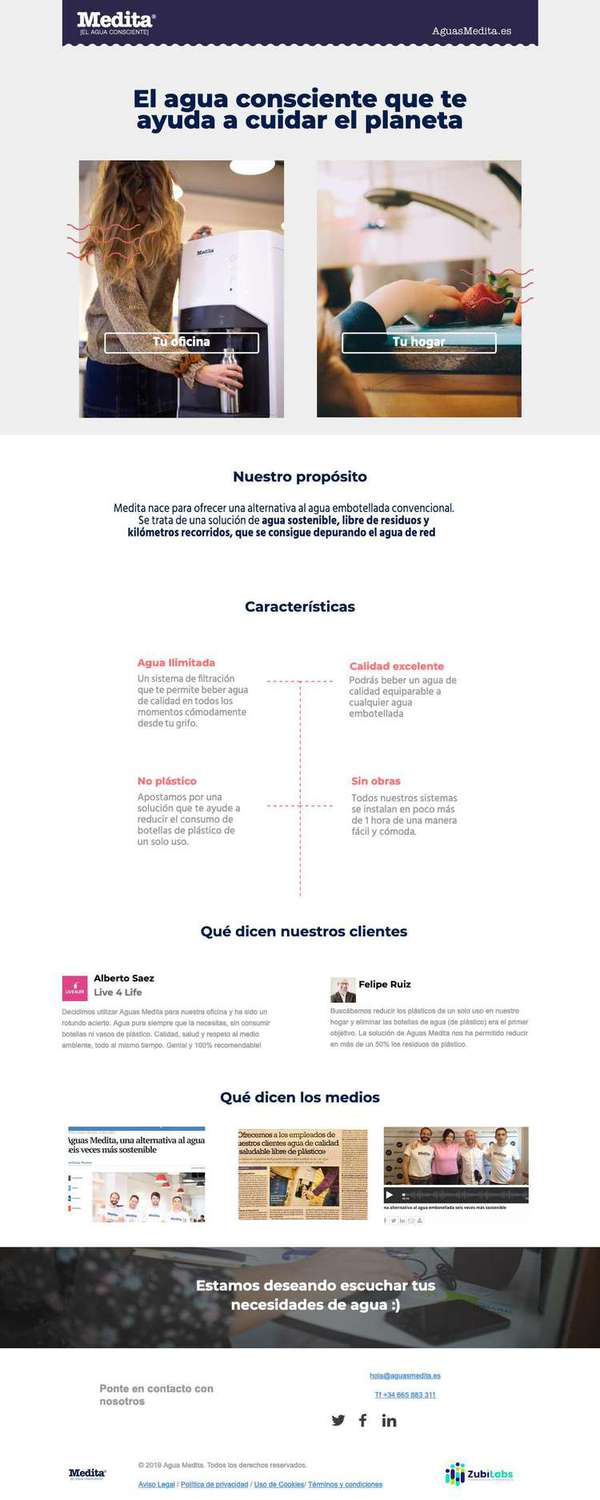 Medita®
[EL AGUA CONSCIENTE]
AguasMedita.es
El agua consciente que te
ayuda a cuidar el planeta
Medita
Tu oficina
Tu hogar
Nuestro propósito
Medita nace para ofrecer una alternativa al agua embotellada convencional.
Se trata de una solución de agua sostenible, libre de residuos y
kilómetros recorridos, que se consigue depurando el agua de red
Características
Agua Ilimitada
Un sistema de filtración
que te permite beber agua
de calidad en todos los
momentos cómodamente
desde tu grifo.
Calidad excelente
Podrás beber un agua de
calidad equiparable a
cualquier agua
embotellada
No plástico
Apostamos por una
solución que te ayude a
reducir el consumo de
botellas de plástico de
un solo uso.
Sin obras
Todos nuestros sistemas
se instalan en poco más
de 1 hora de una manera
fácil y cómoda.
Qué dicen nuestros clientes
Alberto Saez
Live 4 Life
Decidimos utilizar Aguas Medita para nuestra oficina y ha sido un
rotundo acierto. Agua pura siempre que la necesitas, sin consumir
botellas ni vasos de plástico. Calidad, salud y respeto al medio
ambiente, todo al mismo tiempo. Genial y 100% recomendable!
Felipe Ruiz
Buscábamos reducir los plásticos de un solo uso en nuestro
hogar y eliminar las botellas de agua (de plástico) era el primer
objetivo. La solución de Aguas Medita nos ha permitido reducir
en más de un 50% los residuos de plástico.
Qué dicen los medios
Aguas Medita, una alternativa al agua
seis veces más sostenible
Medita
Ofrecemos a los empleados de
nuestros clientes agua de calidad
saludable libre de plástico»
na alternativa al agua embotellada seis veces más sostenible
Estamos deseando escuchar tus
necesidades de agua :)
Ponte en contacto con
nosotros
hola@aguasmedita.es
Tf +34 665 883 311
Medita
© 2019 Agua Medita. Todos los derechos reservados.
Aviso Legal / Política de privacidad / Uso de Cookies/ Términos y condiciones
ZubiLabs